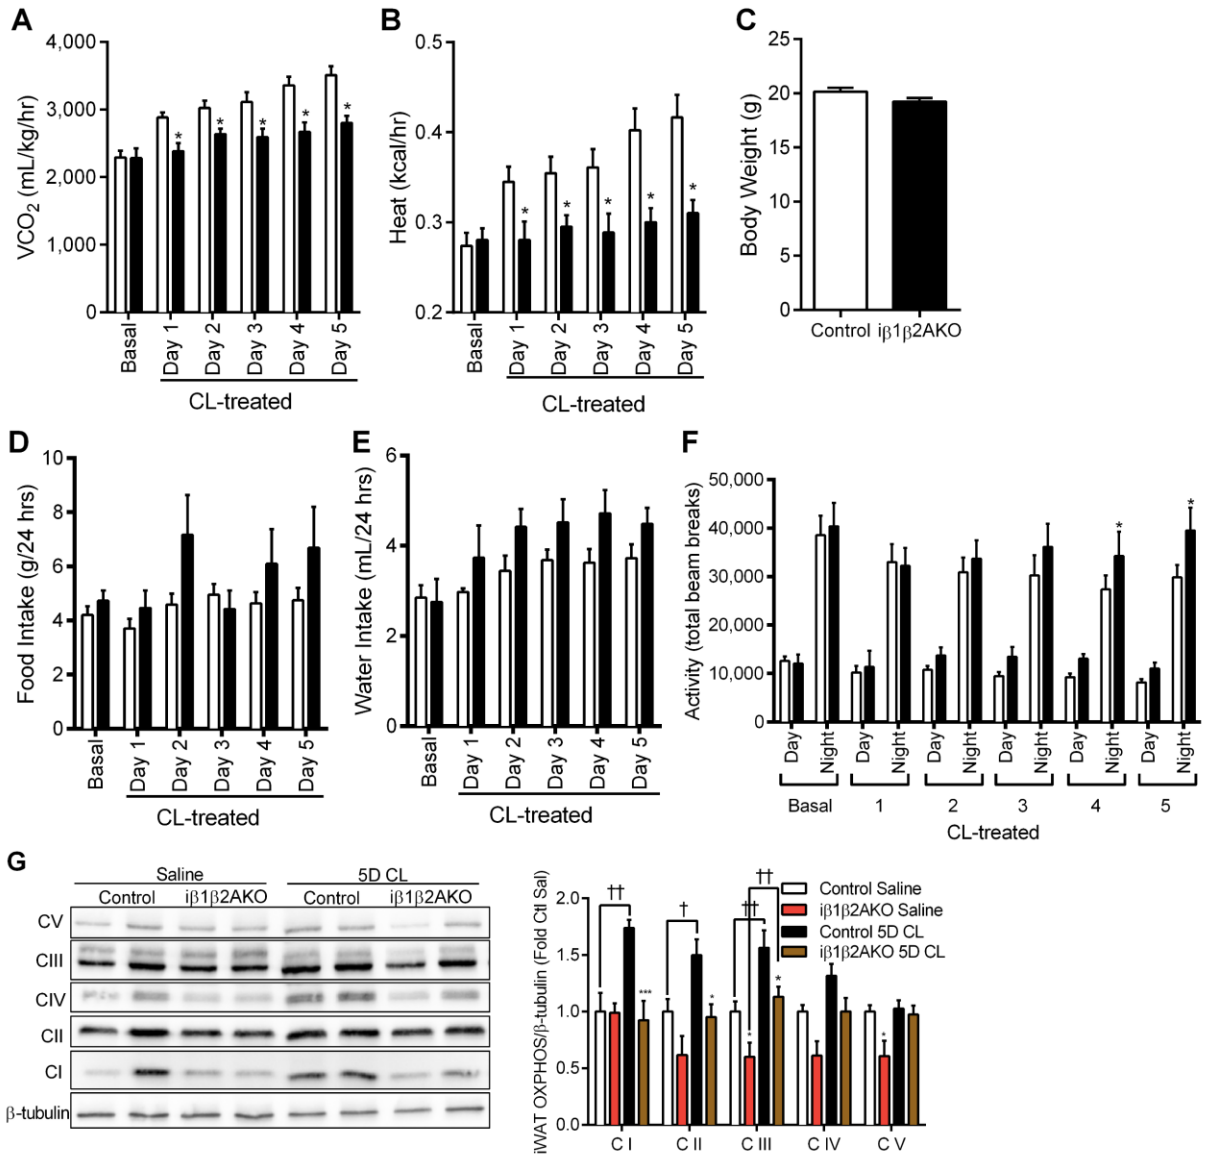 A
VCO2 (mL/kg/hr)
4,000
3,000
2,000
1,000
0
* * * * *
Basal
Day 1
Day 2
Day 3
Day 4
Day 5
CL-treated
B
Heat (kcal/hr)
0.5
0.4
0.3
0.2
* * * * *
Basal
Day 1
Day 2
Day 3
Day 4
Day 5
CL-treated
C
Body Weight (g)
25
20
15
10
5
0
Control iβ1β2AKO
D
Food Intake (g/24 hrs)
10
8
6
4
2
0
Basal
Day 1
Day 2
Day 3
Day 4
Day 5
CL-treated
E
Water Intake (mL/24 hrs)
6
4
2
0
Basal
Day 1
Day 2
Day 3
Day 4
Day 5
CL-treated
F
Activity (total beam breaks)
50,000
40,000
30,000
20,000
10,000
0
* *
Day
Night
Day
Night
Day
Night
Day
Night
Day
Night
Day
Night
Basal 1 2 3 4 5
CL-treated
G
Saline 5D CL
Control iβ1β2AKO Control iβ1β2AKO
CV
CIII
CIV
CII
CI
β-tubulin
iWAT OXPHOS/β-tubulin (Fold Ctl Sal)
2.0
1.5
1.0
0.5
0.0
†† † †† ††
*** * * * *
Control Saline
iβ1β2AKO Saline
Control 5D CL
iβ1β2AKO 5D CL
C I C II C III C IV C V